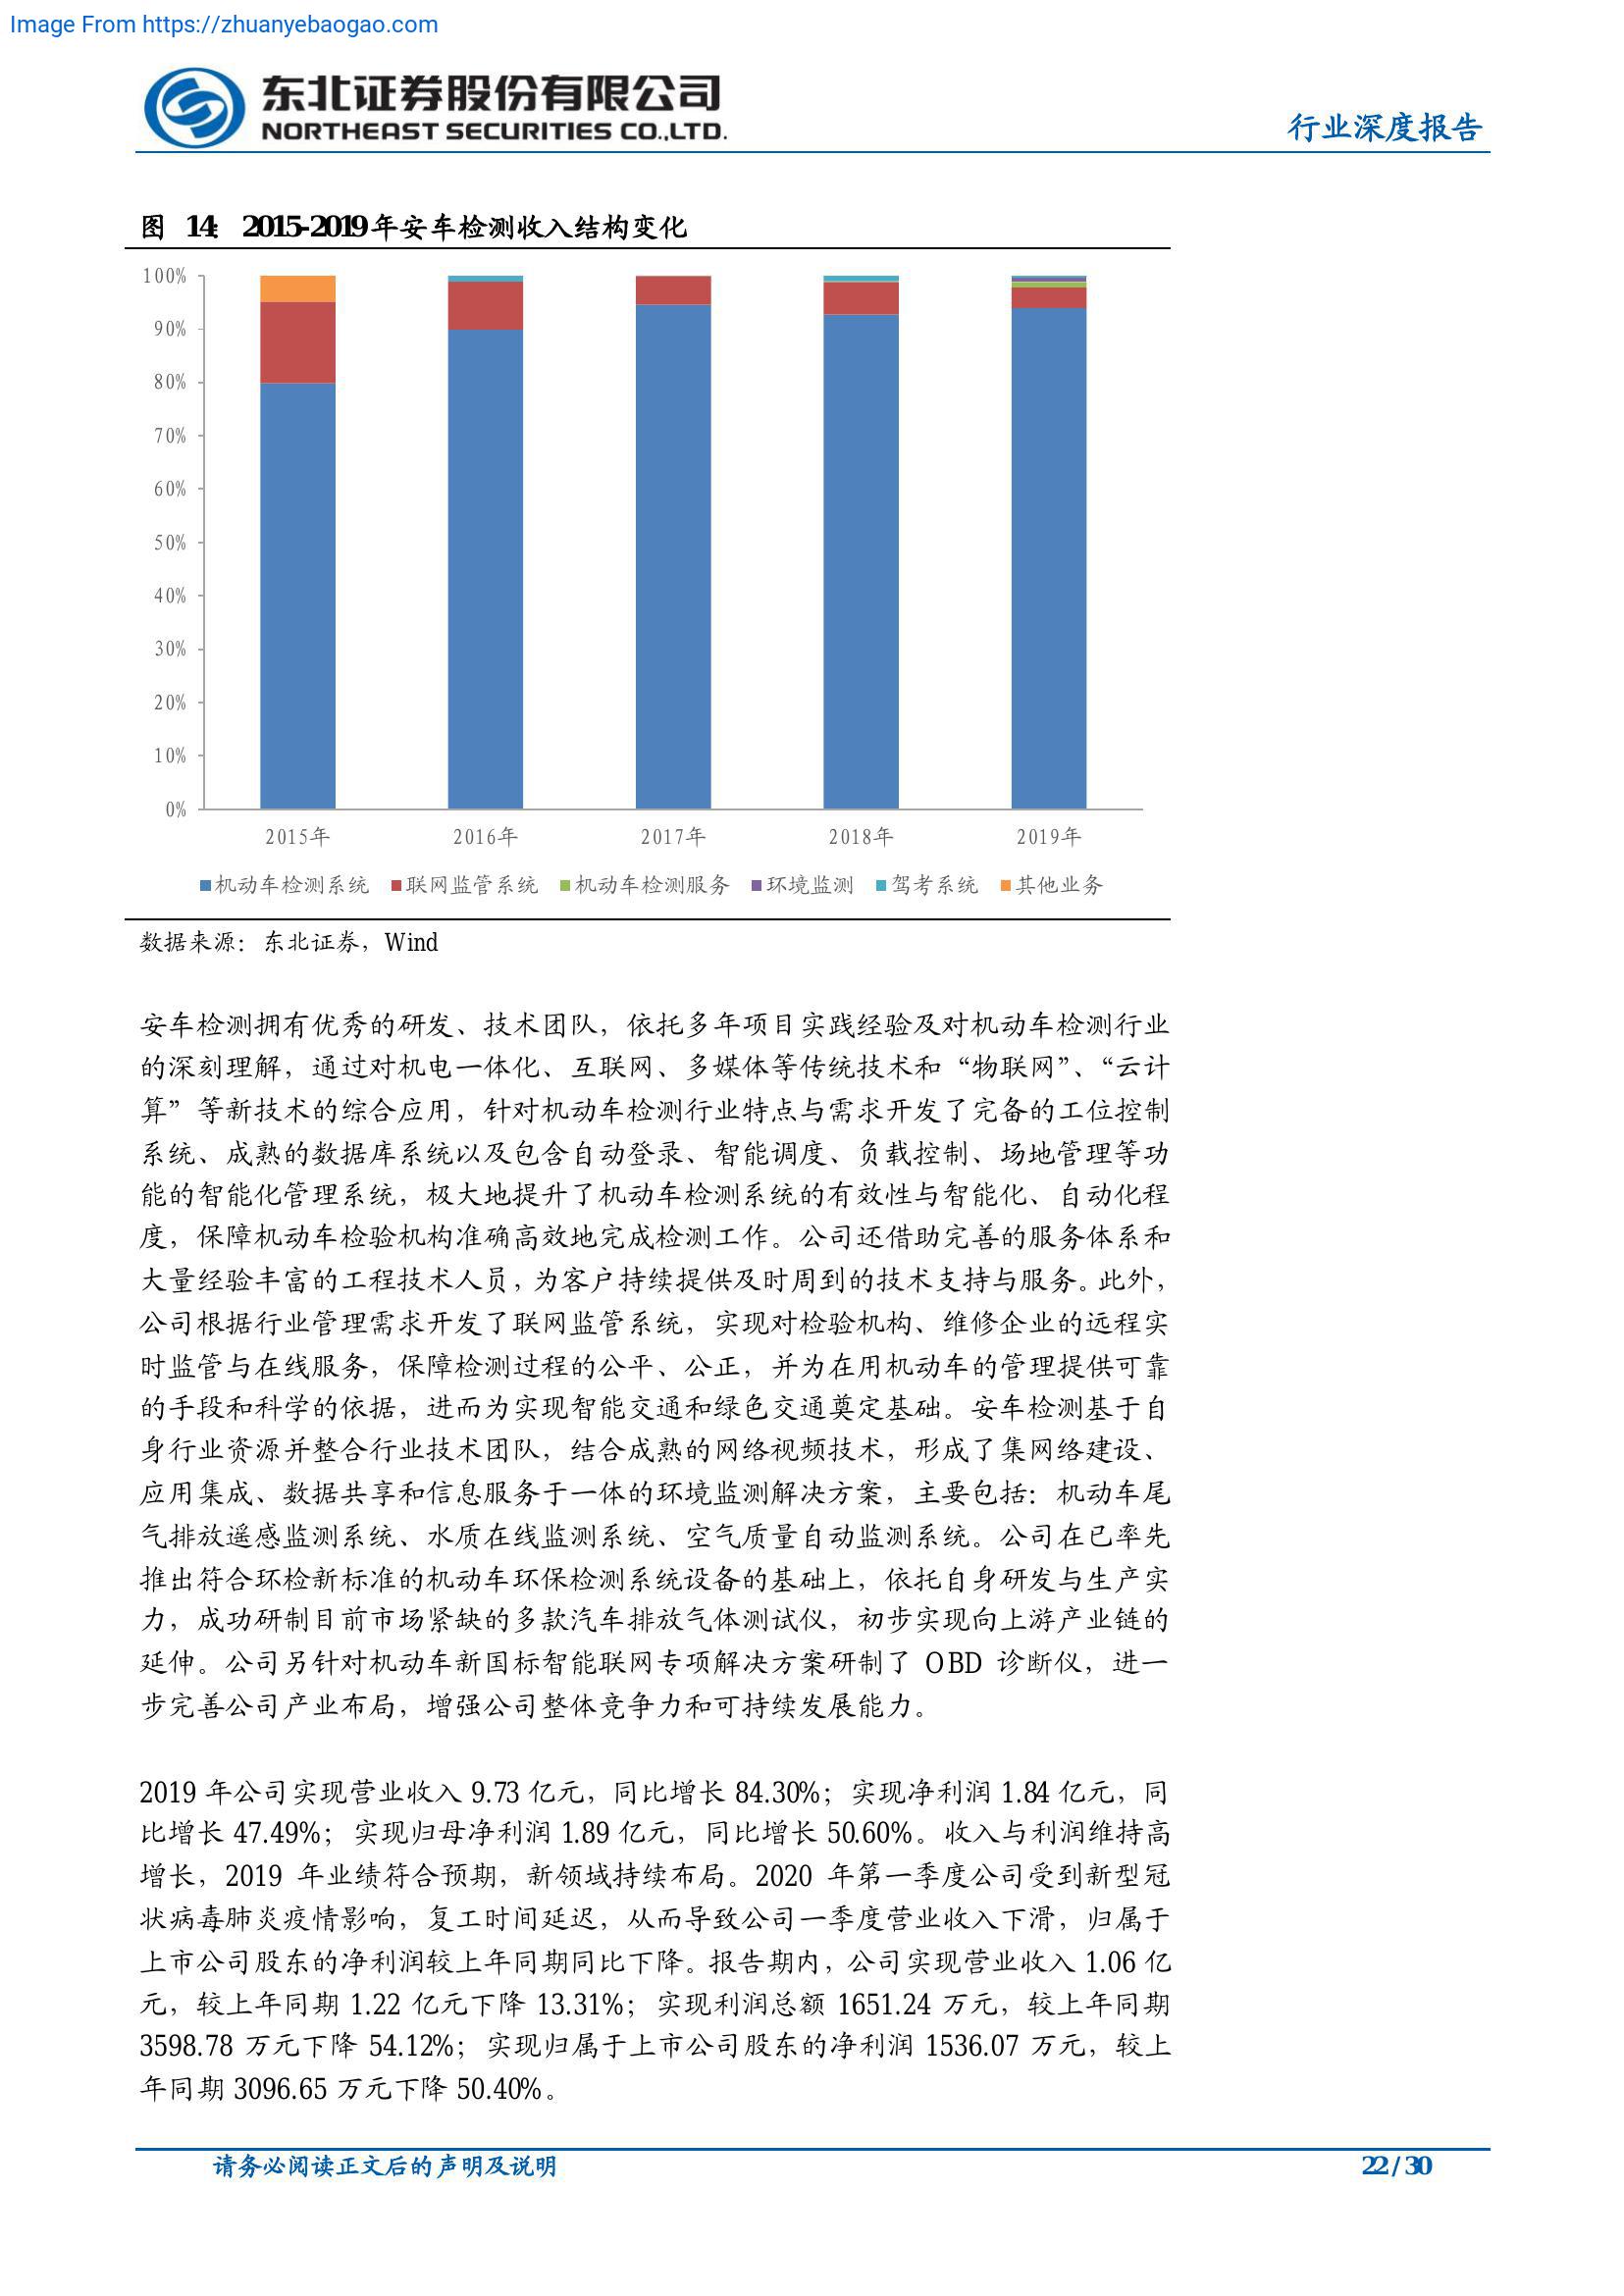 Image From https://zhuanyebaogao.com
东北证券股份有限公司
NORTHEAST SECURITIES CO.,LTD.
行业深度报告
图 14: 2015-2019年安车检测收入结构变化
100%
90%
80%
70%
60%
50%
40%
30%
20%
10%
0%
2015年 2016年 2017年 2018年 2019年
机动车检测系统 联网监管系统 机动车检测服务 环境监测 驾考系统 其他业务
数据来源：东北证券，Wind
安车检测拥有优秀的研发、技术团队，依托多年项目实践经验及对机动车检测行业
的深刻理解，通过对机电一体化、互联网、多媒体等传统技术和“物联网”、“云计
算”等新技术的综合应用，针对机动车检测行业特点与需求开发了完备的工位控制
系统、成熟的数据库系统以及包含自动登录、智能调度、负载控制、场地管理等功
能的智能化管理系统，极大地提升了机动车检测系统的有效性与智能化、自动化程
度，保障机动车检验机构准确高效地完成检测工作。公司还借助完善的服务体系和
大量经验丰富的工程技术人员，为客户持续提供及时周到的技术支持与服务。此外，
公司根据行业管理需求开发了联网监管系统，实现对检验机构、维修企业的远程实
时监管与在线服务，保障检测过程的公平、公正，并为在用机动车的管理提供可靠
的手段和科学的依据，进而为实现智能交通和绿色交通奠定基础。安车检测基于自
身行业资源并整合行业技术团队，结合成熟的网络视频技术，形成了集网络建设、
应用集成、数据共享和信息服务于一体的环境监测解决方案，主要包括：机动车尾
气排放遥感监测系统、水质在线监测系统、空气质量自动监测系统。公司在已率先
推出符合环检新标准的机动车环保检测系统设备的基础上，依托自身研发与生产实
力，成功研制目前市场紧缺的多款汽车排放气体测试仪，初步实现向上游产业链的
延伸。公司另针对机动车新国标智能联网专项解决方案研制了 OBD 诊断仪，进一
步完善公司产业布局，增强公司整体竞争力和可持续发展能力。
2019 年公司实现营业收入 9.73 亿元，同比增长 84.30%；实现净利润 1.84 亿元，同
比增长 47.49%；实现归母净利润 1.89 亿元，同比增长 50.60%。收入与利润维持高
增长，2019 年业绩符合预期，新领域持续布局。2020 年第一季度公司受到新型冠
状病毒肺炎疫情影响，复工时间延迟，从而导致公司一季度营业收入下滑，归属于
上市公司股东的净利润较上年同期同比下降。报告期内，公司实现营业收入 1.06 亿
元，较上年同期 1.22 亿元下降 13.31%；实现利润总额 1651.24 万元，较上年同期
3598.78 万元下降 54.12%；实现归属于上市公司股东的净利润 1536.07 万元，较上
年同期 3096.65 万元下降 50.40%。
请务必阅读正文后的声明及说明
22 / 30